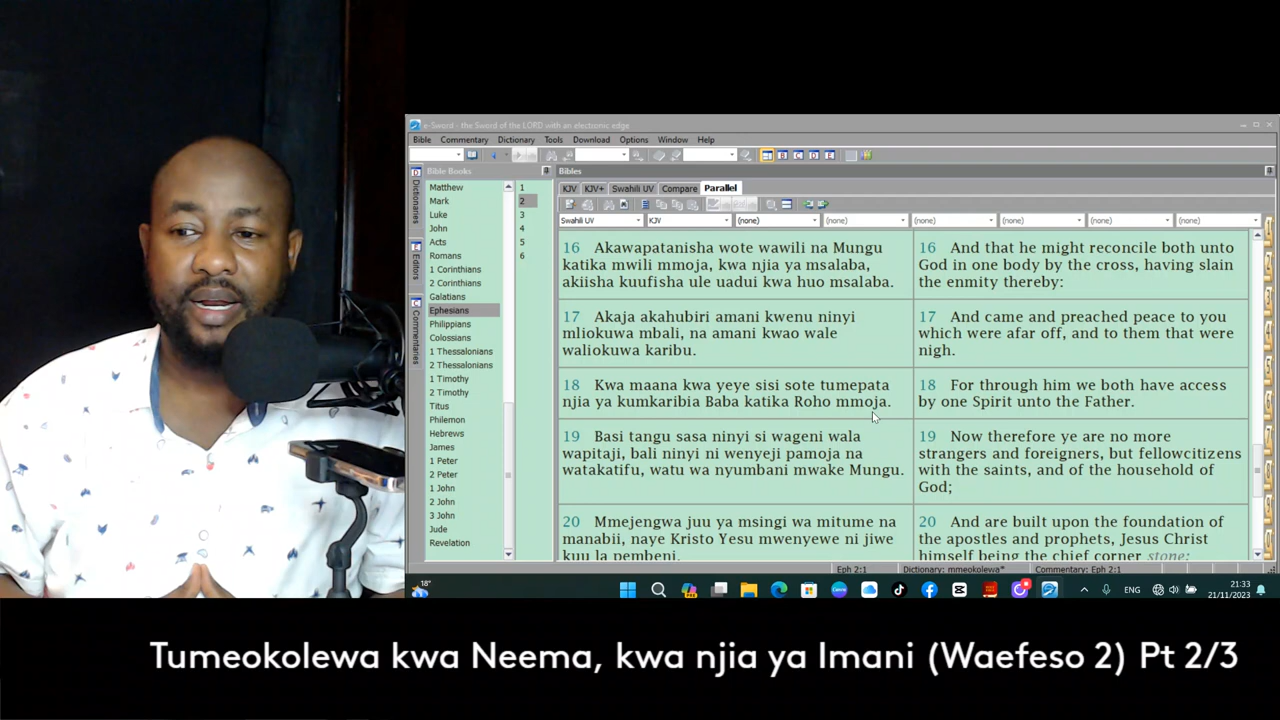 e-Sword - the Sword of the LORD with an electronic edge
Bible Commentary Dictionary Tools Download Options Window Help
Bible Books
Bibles
Dictionaries
Editors
Commentaries
Matthew
Mark
Luke
John
Acts
Romans
1 Corinthians
2 Corinthians
Galatians
Ephesians
Philippians
Colossians
1 Thessalonians
2 Thessalonians
1 Timothy
2 Timothy
Titus
Philemon
Hebrews
James
1 Peter
2 Peter
1 John
2 John
3 John
Jude
Revelation
1
2
3
4
5
6
KJV KJV+ Swahili UV Compare Parallel
Swahili UV KJV (none) (none) (none) (none) (none) (none)
16 Akawapatanisha wote wawili na Mungu
katika mwili mmoja, kwa njia ya msalaba,
akiisha kuufisha ule uadui kwa huo msalaba.
16 And that he might reconcile both unto
God in one body by the cross, having slain
the enmity thereby:
17 Akaja akahubiri amani kwenu ninyi
mliokuwa mbali, na amani kwao wale
waliokuwa karibu.
17 And came and preached peace to you
which were afar off, and to them that were
nigh.
18 Kwa maana kwa yeye sisi sote tumepata
njia ya kumkaribia Baba katika Roho mmoja.
18 For through him we both have access
by one Spirit unto the Father.
19 Basi tangu sasa ninyi si wageni wala
wapitaji, bali ninyi ni wenyeji pamoja na
watakatifu, watu wa nyumbani mwake Mungu.
19 Now therefore ye are no more
strangers and foreigners, but fellowcitizens
with the saints, and of the household of
God;
20 Mmejengwa juu ya msingi wa mitume na
manabii, naye Kristo Yesu mwenyewe ni jiwe
kuu la pembeni.
20 And are built upon the foundation of
the apostles and prophets, Jesus Christ
himself being the chief corner stone;
Eph 2:1 Dictionary: mmeokolewa* Commentary: Eph 2:1
18°
ENG
21:33
21/11/2023
Tumeokolewa kwa Neema, kwa njia ya Imani (Waefeso 2) Pt 2/3